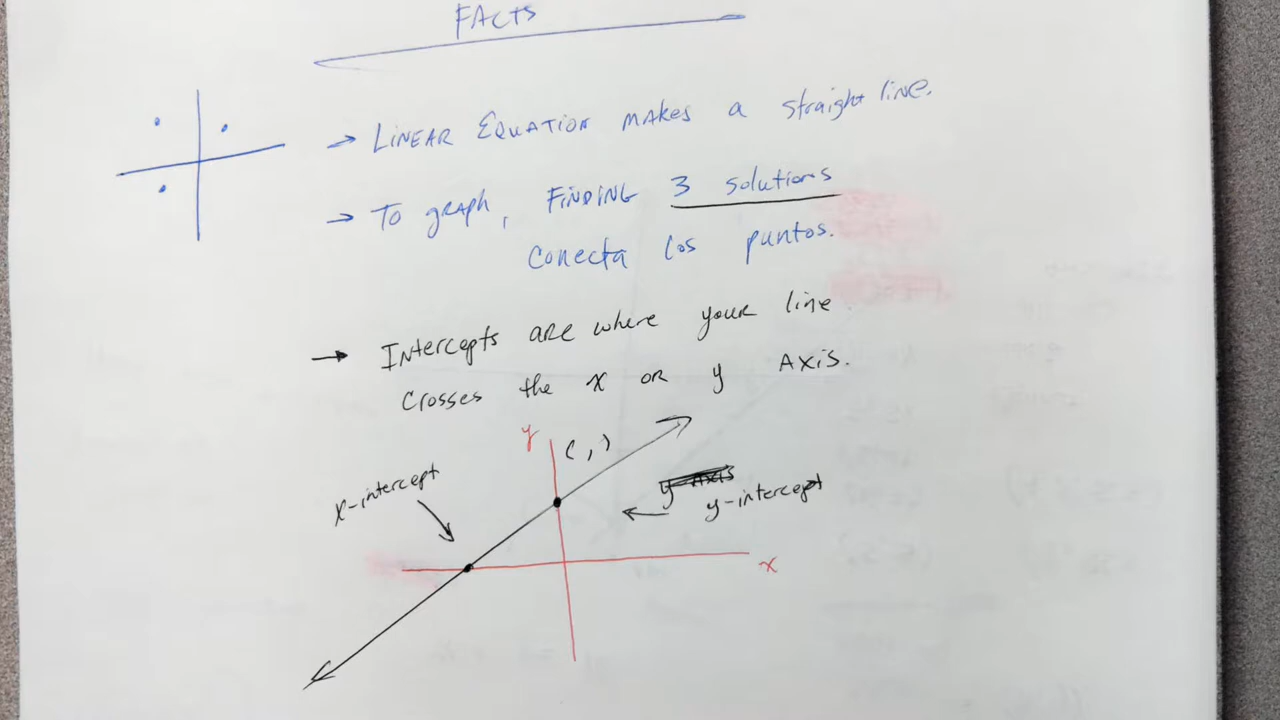 FACTS
→ LINEAR EQUATION MAKES a straight line.
→ TO GRAPH, FINDING 3 solutions
Conecta los puntos.
→ Intercepts are where your line
Crosses the x OR y Axis.
y ( , )
x-intercept
y-Axis
y-intercept
x